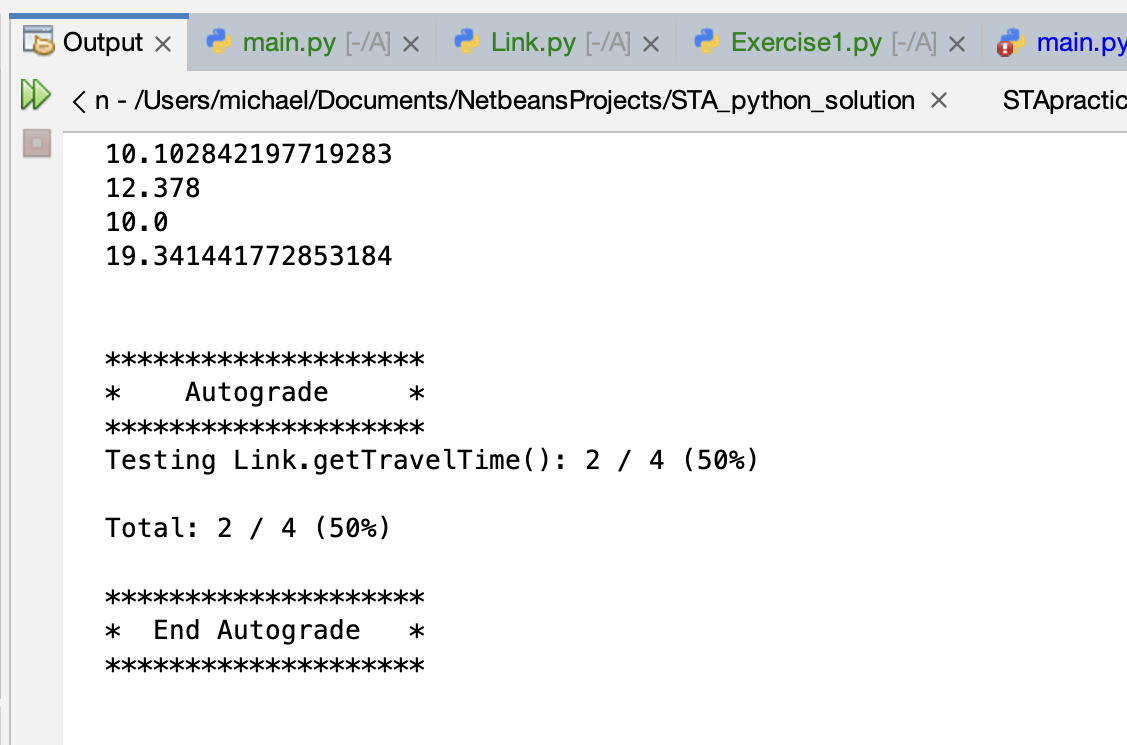 Output × main.py [-/A] × Link.py [-/A] × Exercise1.py [-/A] × main.py
n - /Users/michael/Documents/NetbeansProjects/STA_python_solution × STApractic
10.102842197719283
12.378
10.0
19.341441772853184
********************
*    Autograde     *
********************
Testing Link.getTravelTime(): 2 / 4 (50%)
Total: 2 / 4 (50%)
********************
*  End Autograde   *
********************